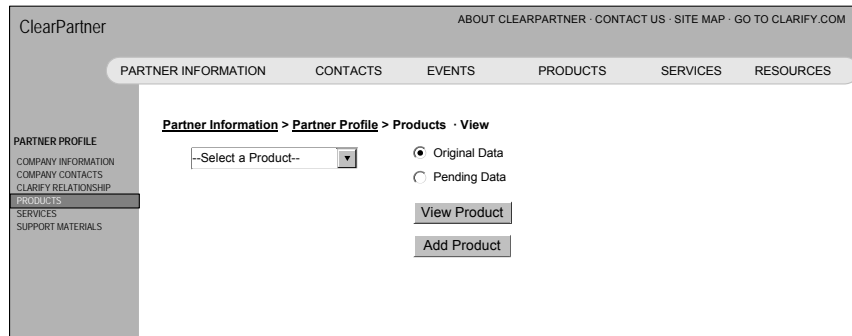 ClearPartner
ABOUT CLEARPARTNER · CONTACT US · SITE MAP · GO TO CLARIFY.COM
PARTNER INFORMATION CONTACTS EVENTS PRODUCTS SERVICES RESOURCES
Partner Information > Partner Profile > Products · View
PARTNER PROFILE
COMPANY INFORMATION
COMPANY CONTACTS
CLARIFY RELATIONSHIP
PRODUCTS
SERVICES
SUPPORT MATERIALS
--Select a Product--
Original Data
Pending Data
View Product
Add Product